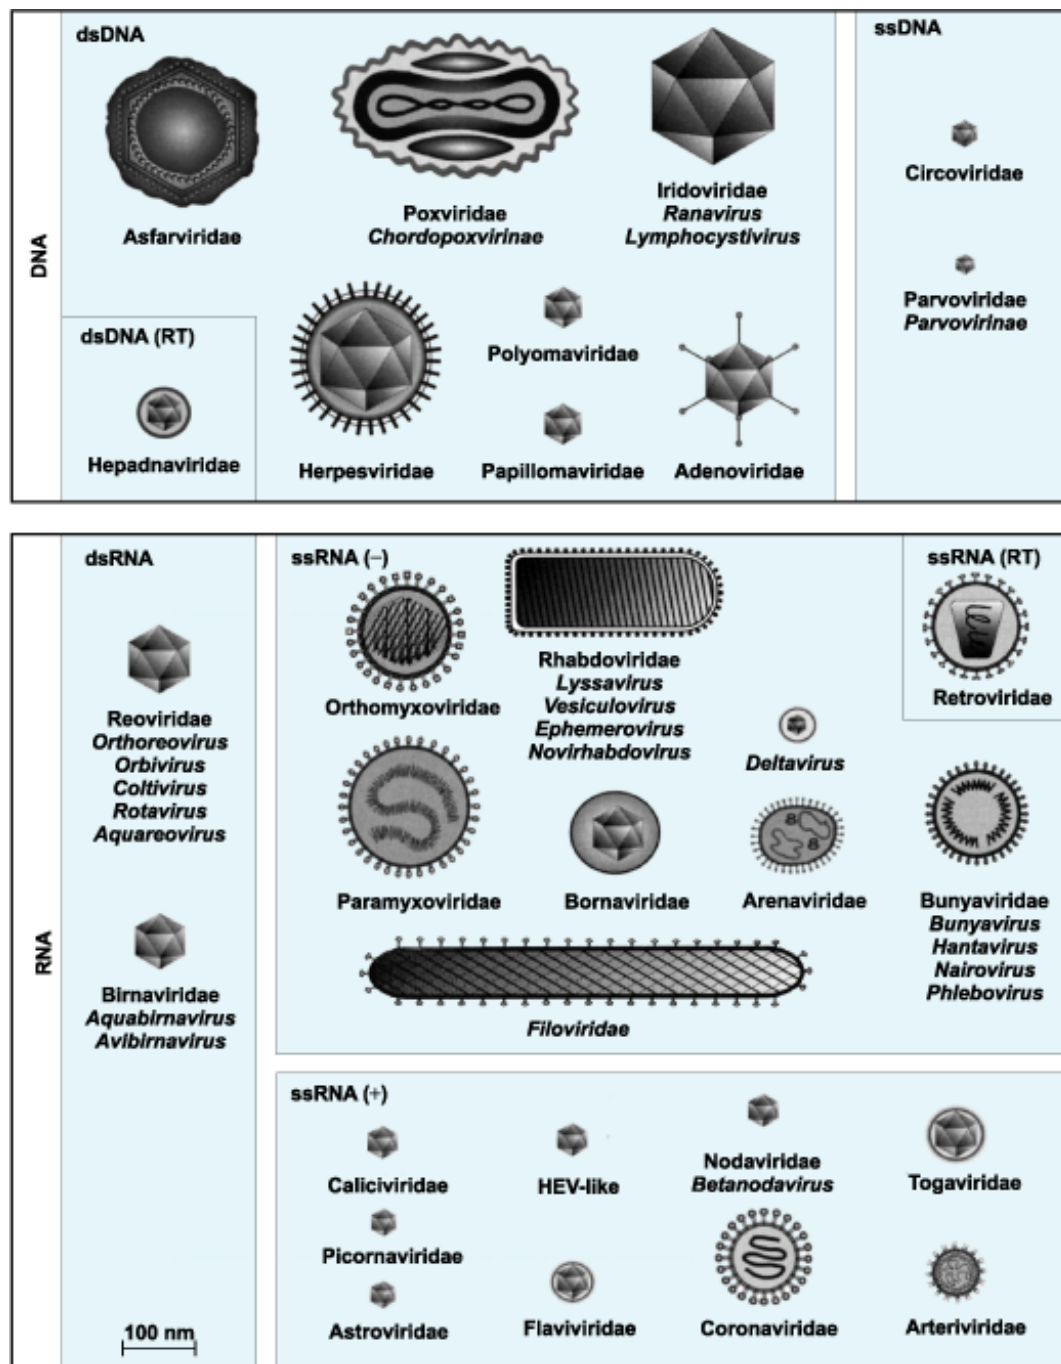 DNA
dsDNA
Asfarviridae
Poxviridae
Chordopoxvirinae
Iridoviridae
Ranavirus
Lymphocystivirus
dsDNA (RT)
Hepadnaviridae
Herpesviridae
Polyomaviridae
Papillomaviridae
Adenoviridae
ssDNA
Circoviridae
Parvoviridae
Parvovirinae
RNA
dsRNA
Reoviridae
Orthoreovirus
Orbivirus
Coltivirus
Rotavirus
Aquareovirus
Birnaviridae
Aquabirnavirus
Avibirnavirus
100 nm
ssRNA (−)
Orthomyxoviridae
Rhabdoviridae
Lyssavirus
Vesiculovirus
Ephemerovirus
Novirhabdovirus
Deltavirus
ssRNA (RT)
Retroviridae
Paramyxoviridae
Bornaviridae
8
8
Arenaviridae
Bunyaviridae
Bunyavirus
Hantavirus
Nairovirus
Phlebovirus
Filoviridae
ssRNA (+)
Caliciviridae
HEV-like
Nodaviridae
Betanodavirus
Togaviridae
Picornaviridae
Astroviridae
Flaviviridae
Coronaviridae
Arteriviridae